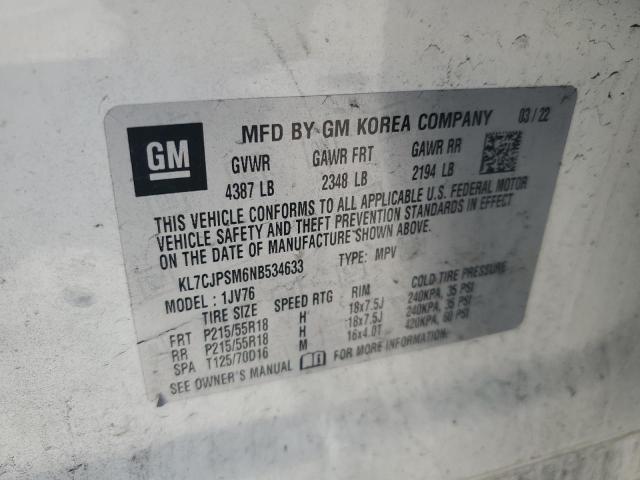 GM
MFD BY GM KOREA COMPANY 03/22
GVWR GAWR FRT GAWR RR
4387 LB 2348 LB 2194 LB
THIS VEHICLE CONFORMS TO ALL APPLICABLE U.S. FEDERAL MOTOR
VEHICLE SAFETY AND THEFT PREVENTION STANDARDS IN EFFECT
ON THE DATE OF MANUFACTURE SHOWN ABOVE.
KL7CJPSM6NB534633 TYPE: MPV
MODEL: 1JV76
TIRE SIZE SPEED RTG RIM COLD TIRE PRESSURE
FRT P215/55R18 H 18x7.5J 240KPA, 35 PSI
RR P215/55R18 H 18x7.5J 240KPA, 35 PSI
SPA T125/70D16 M 16x4.0T 420KPA, 60 PSI
SEE OWNER'S MANUAL FOR MORE INFORMATION.